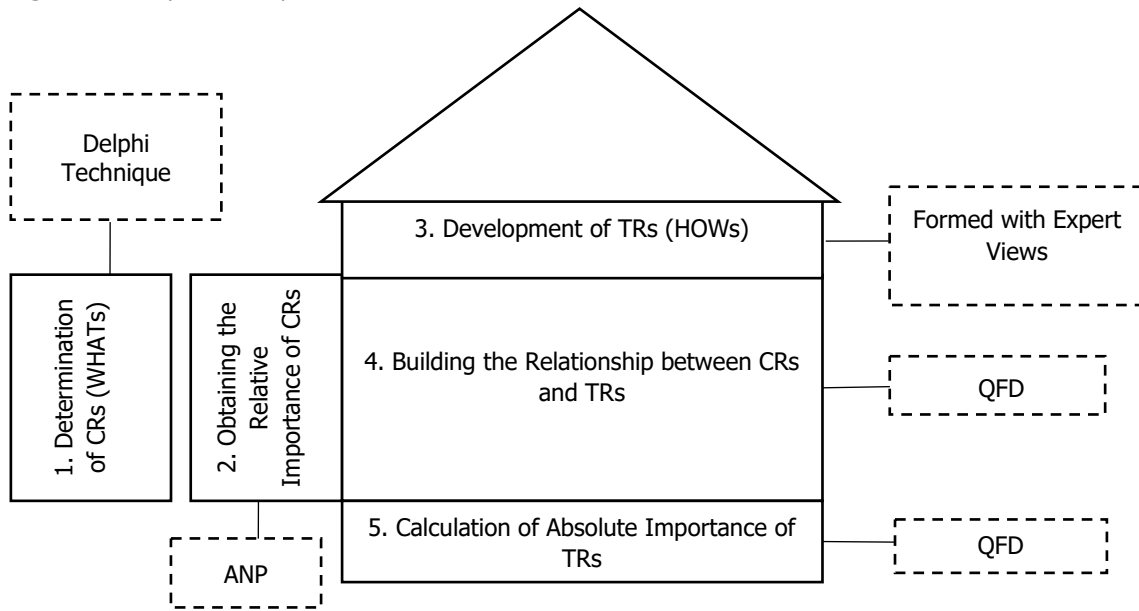 Delphi
Technique
3. Development of TRs (HOWs)
Formed with Expert
Views
1. Determination
of CRs (WHATs)
2. Obtaining the
Relative
Importance of CRs
4. Building the Relationship between CRs
and TRs
QFD
5. Calculation of Absolute Importance of
TRs
QFD
ANP